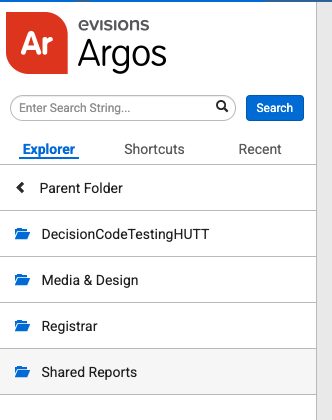 Ar
evisions
Argos
Enter Search String...
Search
Explorer
Shortcuts
Recent
Parent Folder
DecisionCodeTestingHUTT
Media & Design
Registrar
Shared Reports